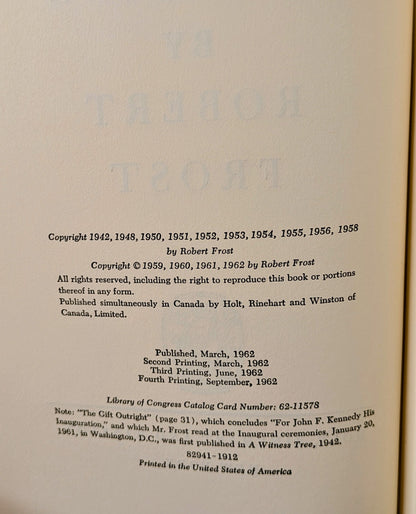 BY
ROBERT
FROST
Copyright 1942, 1948, 1950, 1951, 1952, 1953, 1954, 1955, 1956, 1958
by Robert Frost
Copyright © 1959, 1960, 1961, 1962 by Robert Frost
All rights reserved, including the right to reproduce this book or portions
thereof in any form.
Published simultaneously in Canada by Holt, Rinehart and Winston of
Canada, Limited.
Published, March, 1962
Second Printing, March, 1962
Third Printing, June, 1962
Fourth Printing, September, 1962
Library of Congress Catalog Card Number: 62-11578
Note: "The Gift Outright" (page 31), which concludes "For John F. Kennedy His
Inauguration," and which Mr. Frost read at the Inaugural ceremonies, January 20,
1961, in Washington, D.C., was first published in A Witness Tree, 1942.
82941-1912
Printed in the United States of America